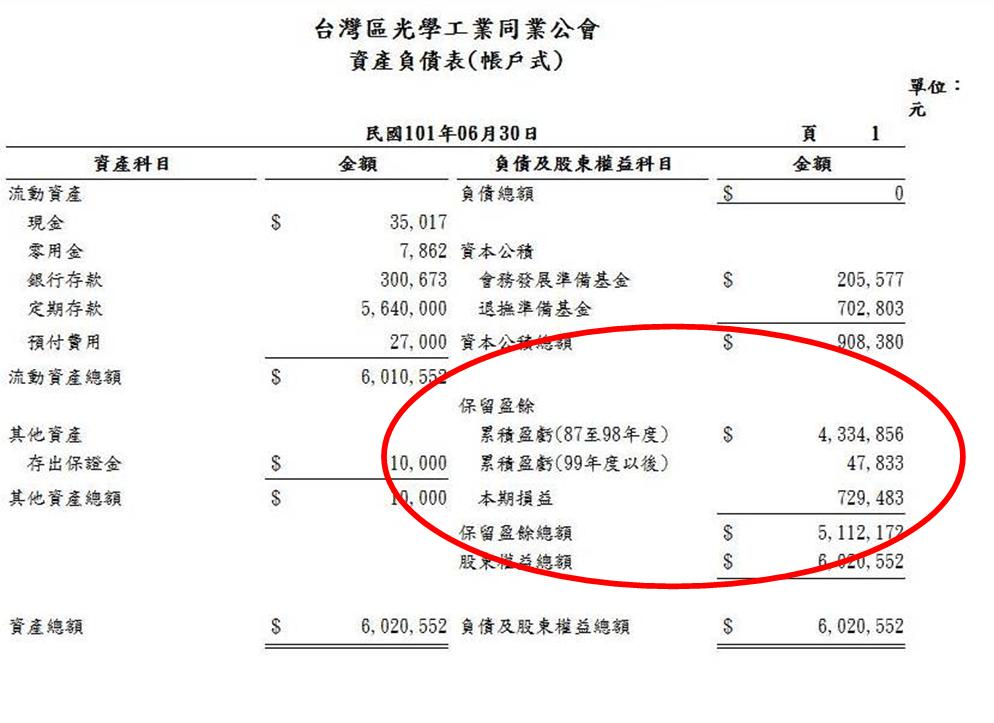 台灣區光學工業同業公會
資產負債表(帳戶式)
單位：
元
民國101年06月30日 頁 1
資產科目 金額 負債及股東權益科目 金額
流動資產 負債總額 $ 0
現金 $ 35,017
零用金 7,862 資本公積
銀行存款 300,673 會務發展準備基金 $ 205,577
定期存款 5,640,000 退撫準備基金 702,803
預付費用 27,000 資本公積總額 $ 908,380
流動資產總額 $ 6,010,552
保留盈餘
其他資產 累積盈虧(87至98年度) $ 4,334,856
存出保證金 $ 10,000 累積盈虧(99年度以後) 47,833
其他資產總額 $ 10,000 本期損益 729,483
保留盈餘總額 $ 5,112,172
股東權益總額 $ 6,020,552
資產總額 $ 6,020,552 負債及股東權益總額 $ 6,020,552